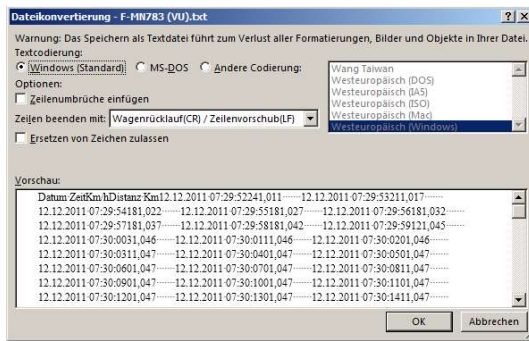 Dateikonvertierung - F-MN783 (VU).txt
Warnung: Das Speichern als Textdatei führt zum Verlust aller Formatierungen, Bilder und Objekte in Ihrer Datei.
Textcodierung:
Windows (Standard) MS-DOS Andere Codierung:
Wang Taiwan
Westeuropäisch (DOS)
Westeuropäisch (IA5)
Westeuropäisch (ISO)
Westeuropäisch (Mac)
Westeuropäisch (Windows)
Optionen:
Zeilenumbrüche einfügen
Zeilen beenden mit: Wagenrücklauf(CR) / Zeilenvorschub(LF)
Ersetzen von Zeichen zulassen
Vorschau:
Datum·Zeit·Km/hDistanz·Km12.12.2011·07:29:52241,011······12.12.2011·07:29:53211,017······
12.12.2011·07:29:54181,022······12.12.2011·07:29:55181,027······12.12.2011·07:29:56181,032······
12.12.2011·07:29:57181,037······12.12.2011·07:29:58181,042······12.12.2011·07:29:59121,045······
12.12.2011·07:30:0031,046······12.12.2011·07:30:0111,046······12.12.2011·07:30:0201,046······
12.12.2011·07:30:0311,047······12.12.2011·07:30:0401,047······12.12.2011·07:30:0501,047······
12.12.2011·07:30:0601,047······12.12.2011·07:30:0701,047······12.12.2011·07:30:0811,047······
12.12.2011·07:30:0901,047······12.12.2011·07:30:1001,047······12.12.2011·07:30:1101,047······
12.12.2011·07:30:1201,047······12.12.2011·07:30:1301,047······12.12.2011·07:30:1411,047······
OK Abbrechen